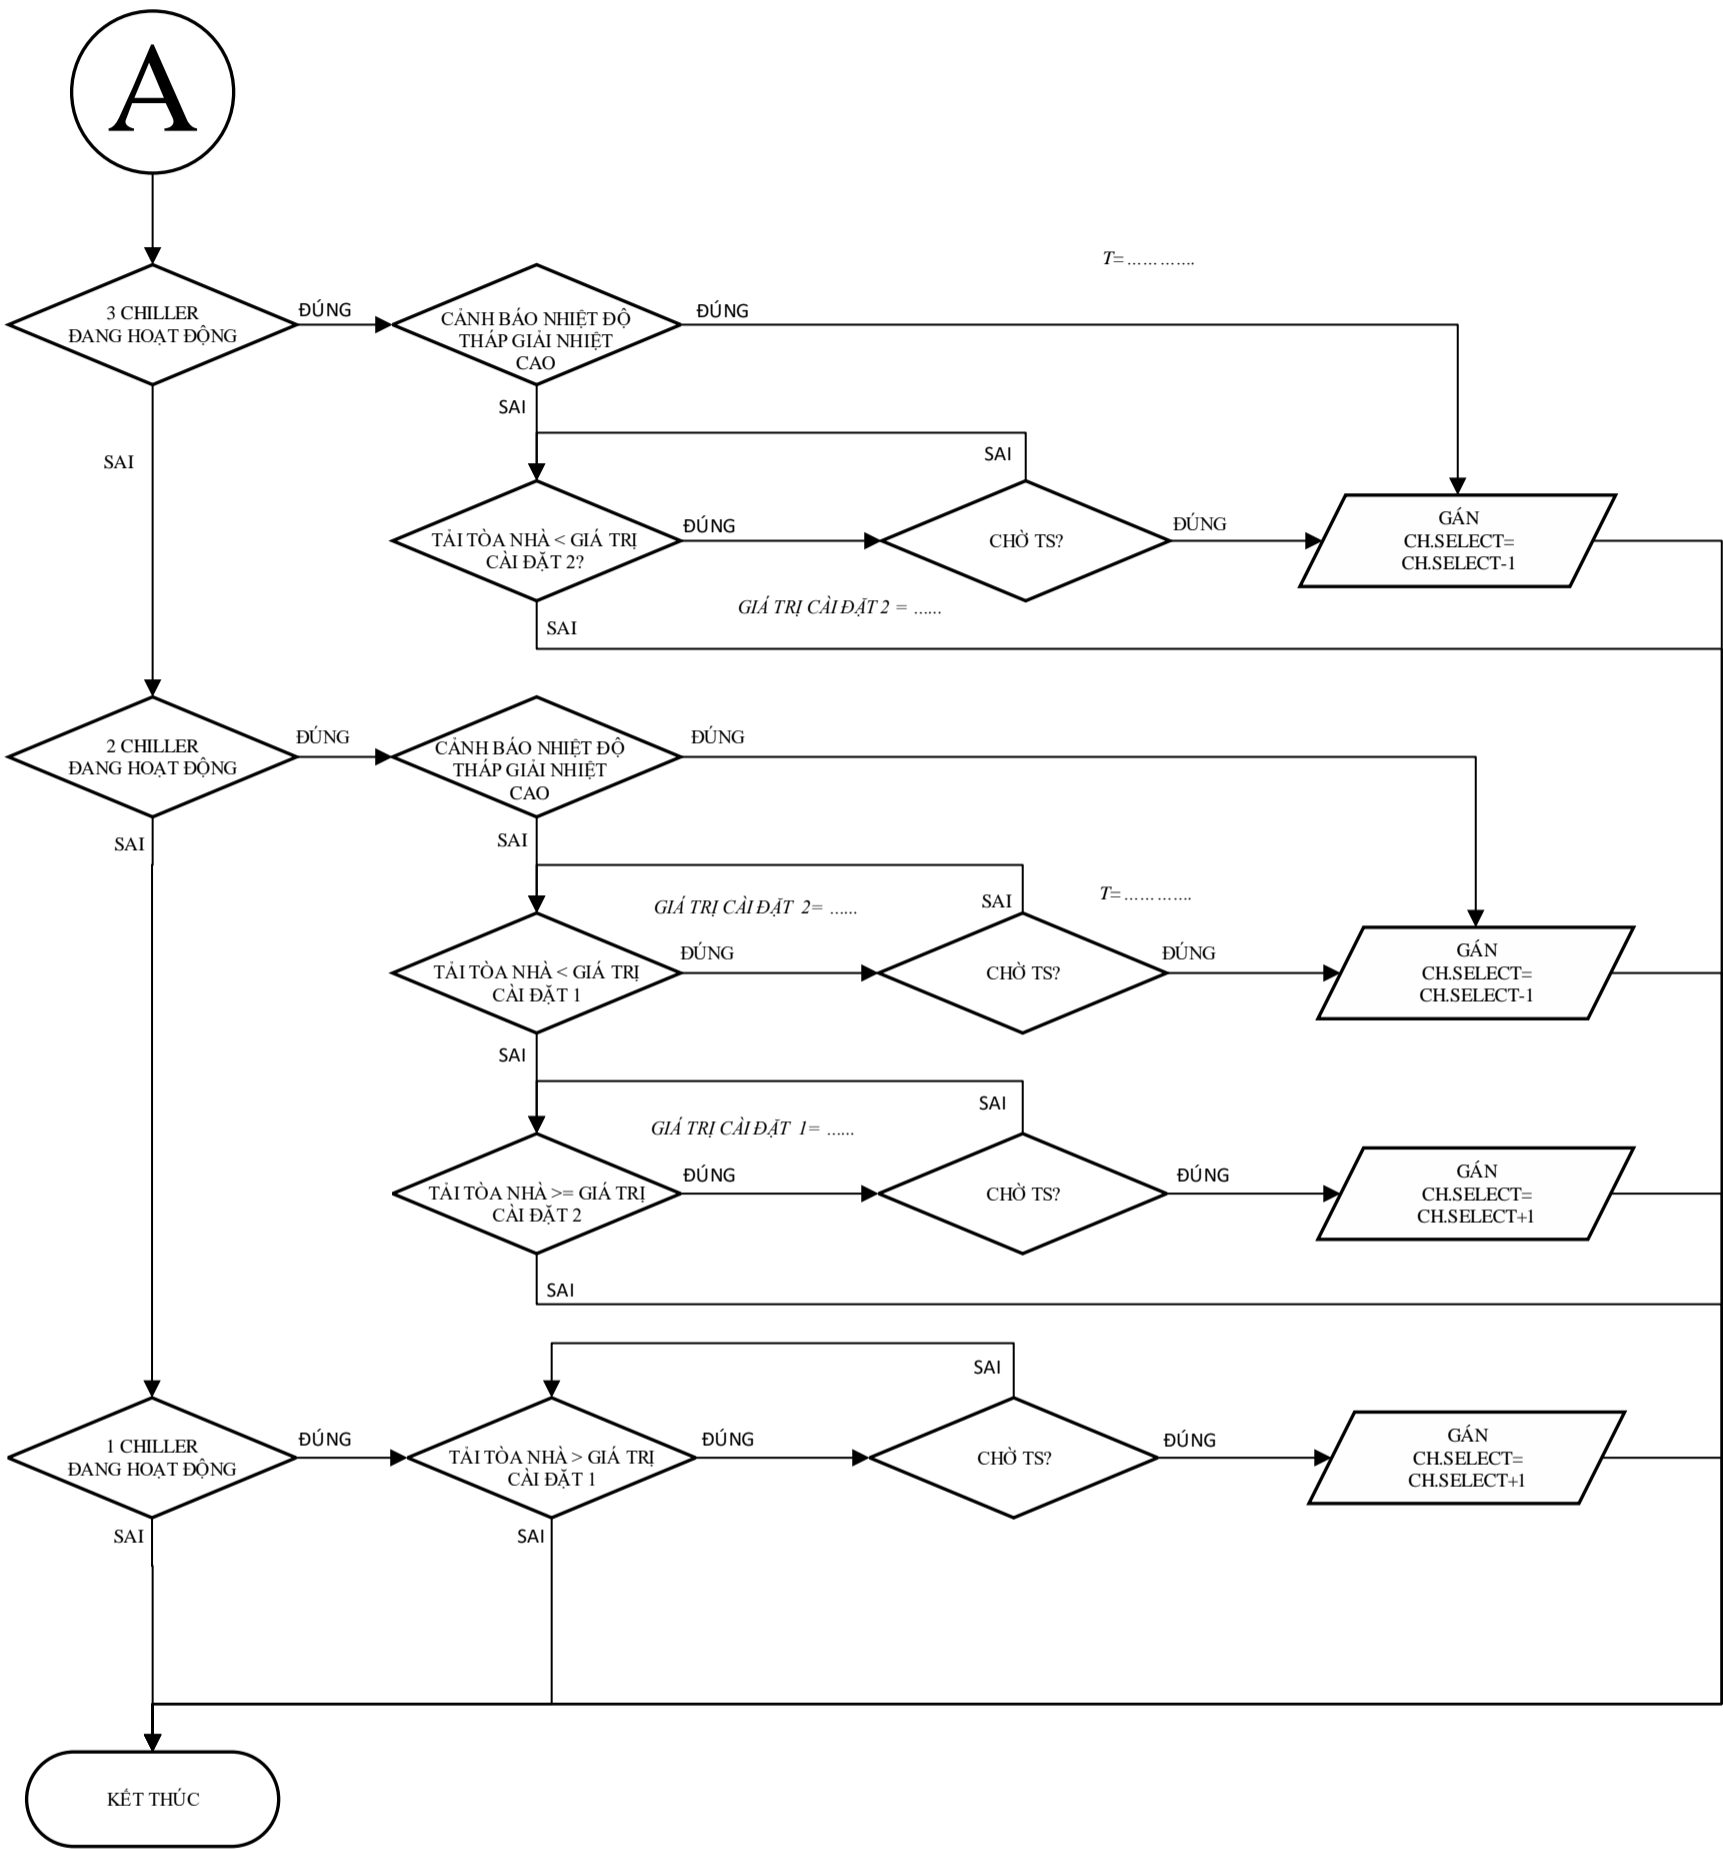 A
3 CHILLER
ĐANG HOẠT ĐỘNG
ĐÚNG
CẢNH BÁO NHIỆT ĐỘ
THÁP GIẢI NHIỆT
CAO
ĐÚNG
T=………….
SAI
SAI
SAI
TẢI TÒA NHÀ < GIÁ TRỊ
CÀI ĐẶT 2?
ĐÚNG
CHỜ TS?
ĐÚNG
GÁN
CH.SELECT=
CH.SELECT-1
GIÁ TRỊ CÀI ĐẶT 2 = ……
SAI
2 CHILLER
ĐANG HOẠT ĐỘNG
ĐÚNG
CẢNH BÁO NHIỆT ĐỘ
THÁP GIẢI NHIỆT
CAO
ĐÚNG
SAI
SAI
GIÁ TRỊ CÀI ĐẶT 2= ……
SAI
T=………….
TẢI TÒA NHÀ < GIÁ TRỊ
CÀI ĐẶT 1
ĐÚNG
CHỜ TS?
ĐÚNG
GÁN
CH.SELECT=
CH.SELECT-1
SAI
GIÁ TRỊ CÀI ĐẶT 1= ……
SAI
TẢI TÒA NHÀ >= GIÁ TRỊ
CÀI ĐẶT 2
ĐÚNG
CHỜ TS?
ĐÚNG
GÁN
CH.SELECT=
CH.SELECT+1
SAI
SAI
1 CHILLER
ĐANG HOẠT ĐỘNG
ĐÚNG
TẢI TÒA NHÀ > GIÁ TRỊ
CÀI ĐẶT 1
ĐÚNG
CHỜ TS?
ĐÚNG
GÁN
CH.SELECT=
CH.SELECT+1
SAI
SAI
KẾT THÚC